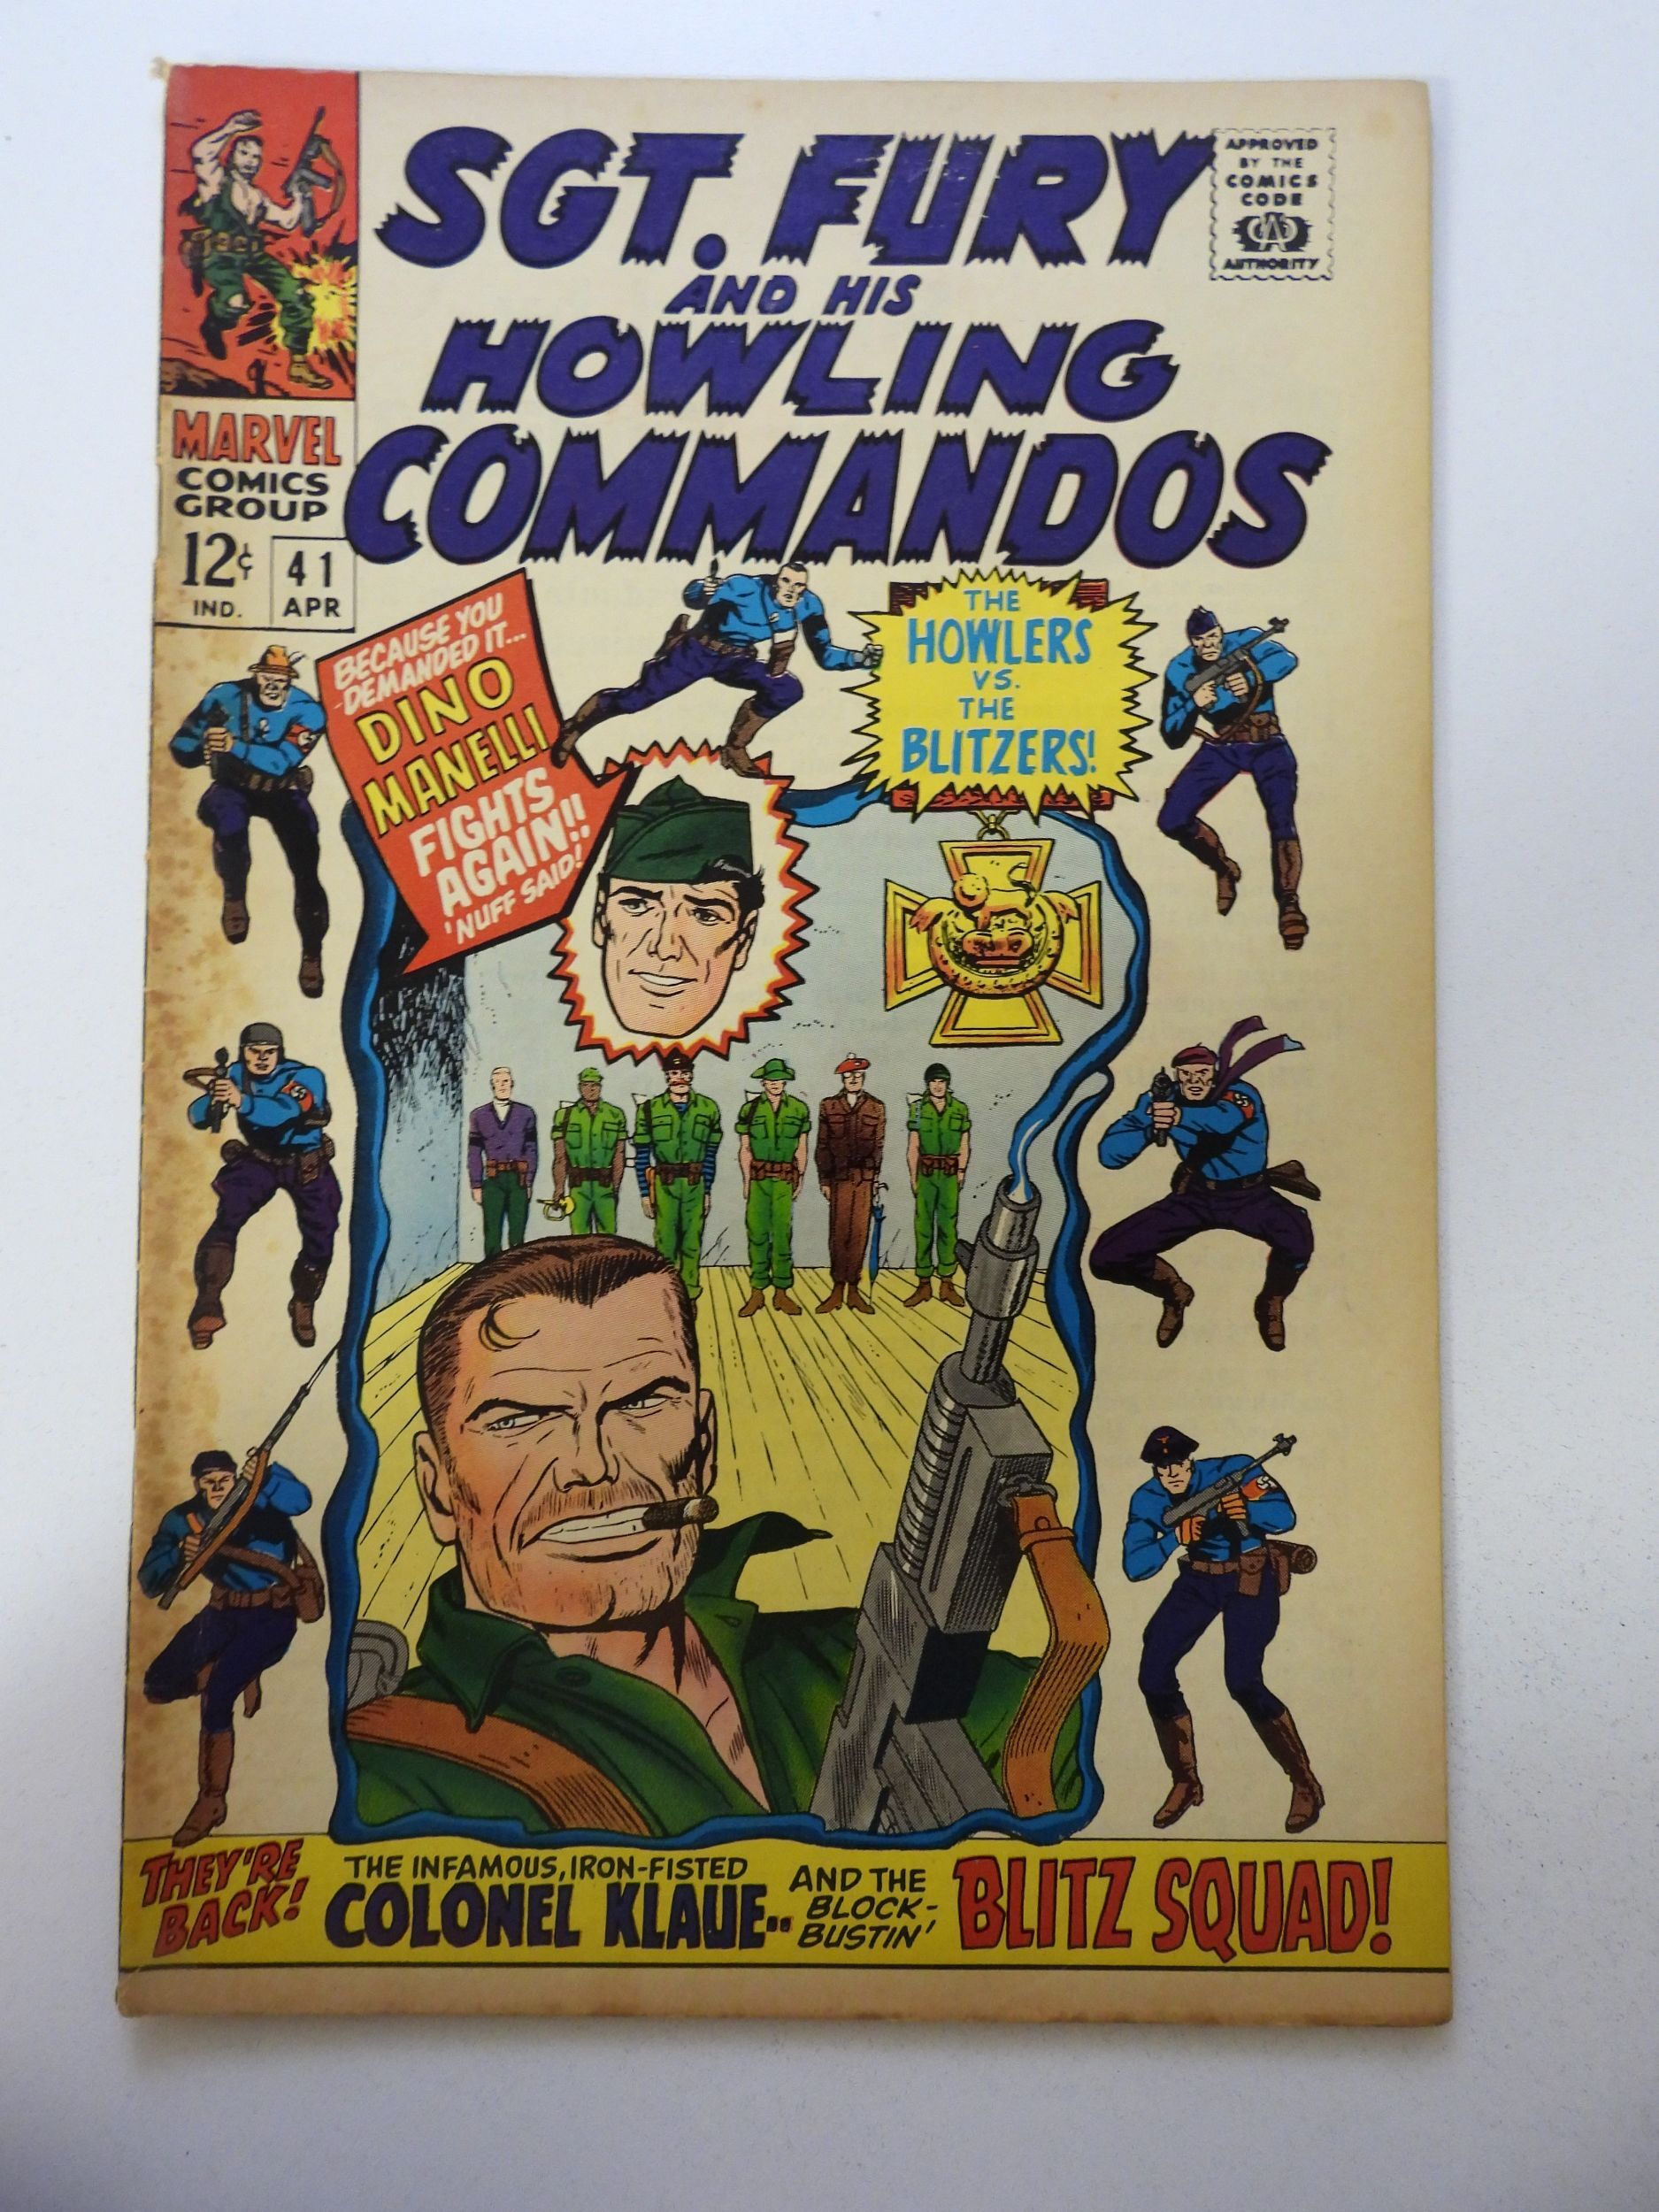 SGT. FURY
AND HIS
HOWLING
COMMANDOS
APPROVED
BY THE
COMICS
CODE
CA
AUTHORITY
MARVEL
COMICS
GROUP
12¢
IND.
41
APR
BECAUSE YOU
DEMANDED IT...
DINO
MANELLI
FIGHTS
AGAIN!!
'NUFF SAID!
THE
HOWLERS
VS.
THE
BLITZERS!
THEY'RE
BACK!
THE INFAMOUS, IRON-FISTED
COLONEL KLAUE..
AND THE
BLOCK-
BUSTIN'
BLITZ SQUAD!